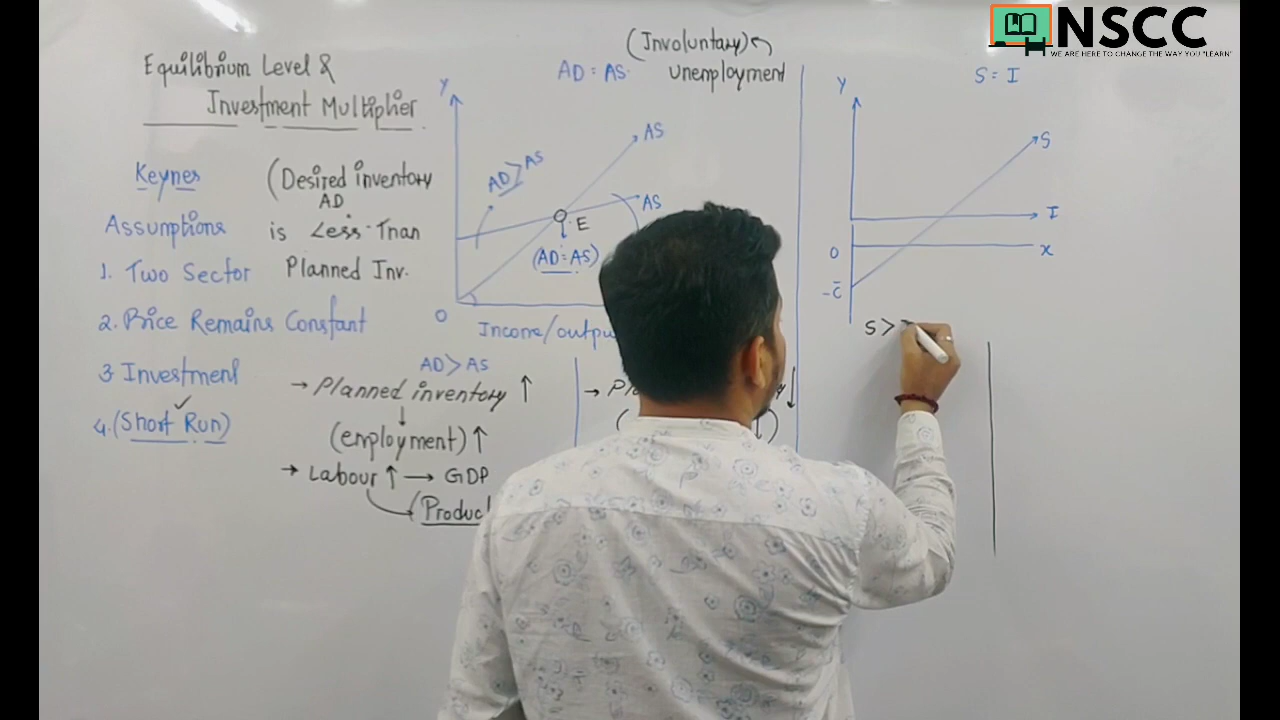 NSCC
WE ARE HERE TO CHANGE THE WAY YOU "LEARN"
Equilibrium Level &
Investment Multiplier
Keynes
Assumptions
1. Two Sector
2. Price Remains Constant
3 Investment
4. (Short Run)
(Desired inventory
AD
is Less Than
Planned Inv.
(Involuntary)
AD = AS. unemployment
Y
AS
AD > AS
AS
E
(AD = AS)
O
Income/outpu
AD > AS
→ Planned inventory ↑
↓
(employment) ↑
→ Labour ↑ → GDP
(Produc
S = I
Y
S
I
O
x
-C̄
S >